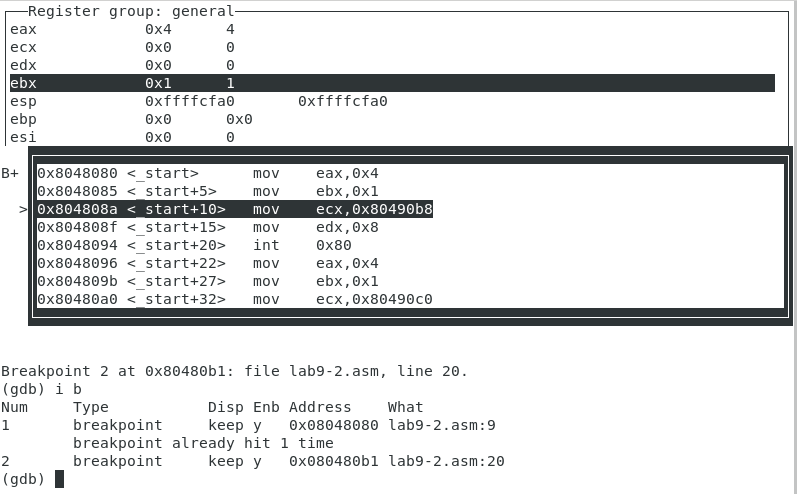 Register group: general
eax            0x4      4
ecx            0x0      0
edx            0x0      0
ebx            0x1      1
esp            0xffffcfa0       0xffffcfa0
ebp            0x0      0x0
esi            0x0      0
B+ 0x8048080 <_start>      mov    eax,0x4
0x8048085 <_start+5>    mov    ebx,0x1
> 0x804808a <_start+10>   mov    ecx,0x80490b8
0x804808f <_start+15>   mov    edx,0x8
0x8048094 <_start+20>   int    0x80
0x8048096 <_start+22>   mov    eax,0x4
0x804809b <_start+27>   mov    ebx,0x1
0x80480a0 <_start+32>   mov    ecx,0x80490c0
Breakpoint 2 at 0x80480b1: file lab9-2.asm, line 20.
(gdb) i b
Num     Type           Disp Enb Address    What
1       breakpoint     keep y   0x08048080 lab9-2.asm:9
breakpoint already hit 1 time
2       breakpoint     keep y   0x080480b1 lab9-2.asm:20
(gdb)